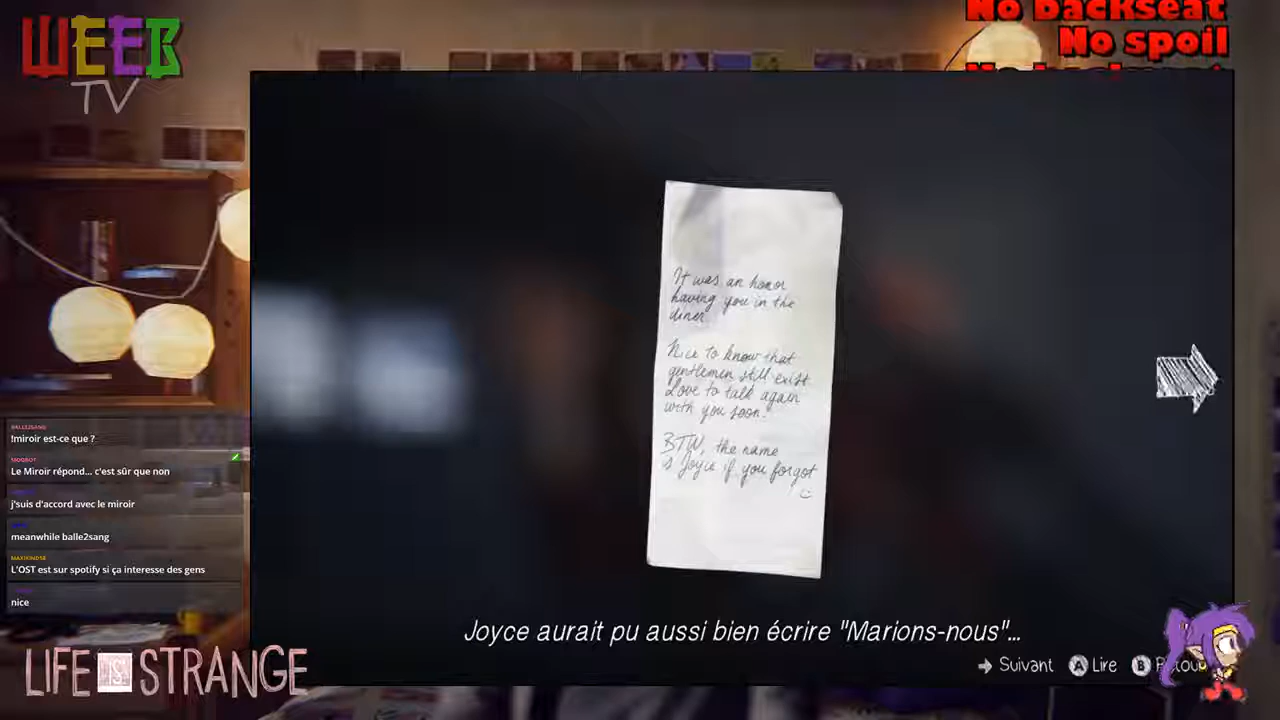 WEEB
TV
No backseat
No spoil
It was an honor
having you in the
diner
Nice to know that
gentlemen still exist
Love to talk again
with you soon.
BTW, the name
is Joyce if you forgot
BALLE2SANG
!miroir est-ce que ?
MOOBOT
Le Miroir répond... c'est sûr que non
j'suis d'accord avec le miroir
meanwhile balle2sang
MAXIKINDSE
L'OST est sur spotify si ça interesse des gens
nice
Joyce aurait pu aussi bien écrire "Marions-nous"...
Suivant
A Lire
B
LIFE IS STRANGE